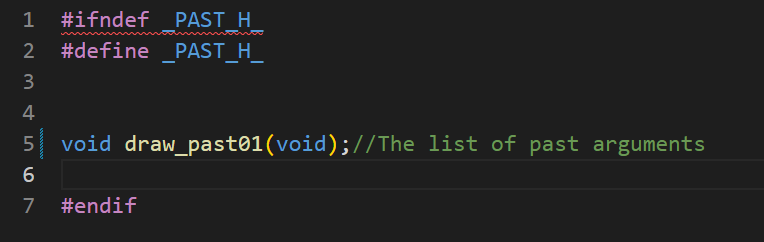 1 #ifndef _PAST_H_
2 #define _PAST_H_
3
4
5 void draw_past01(void);//The list of past arguments
6
7 #endif